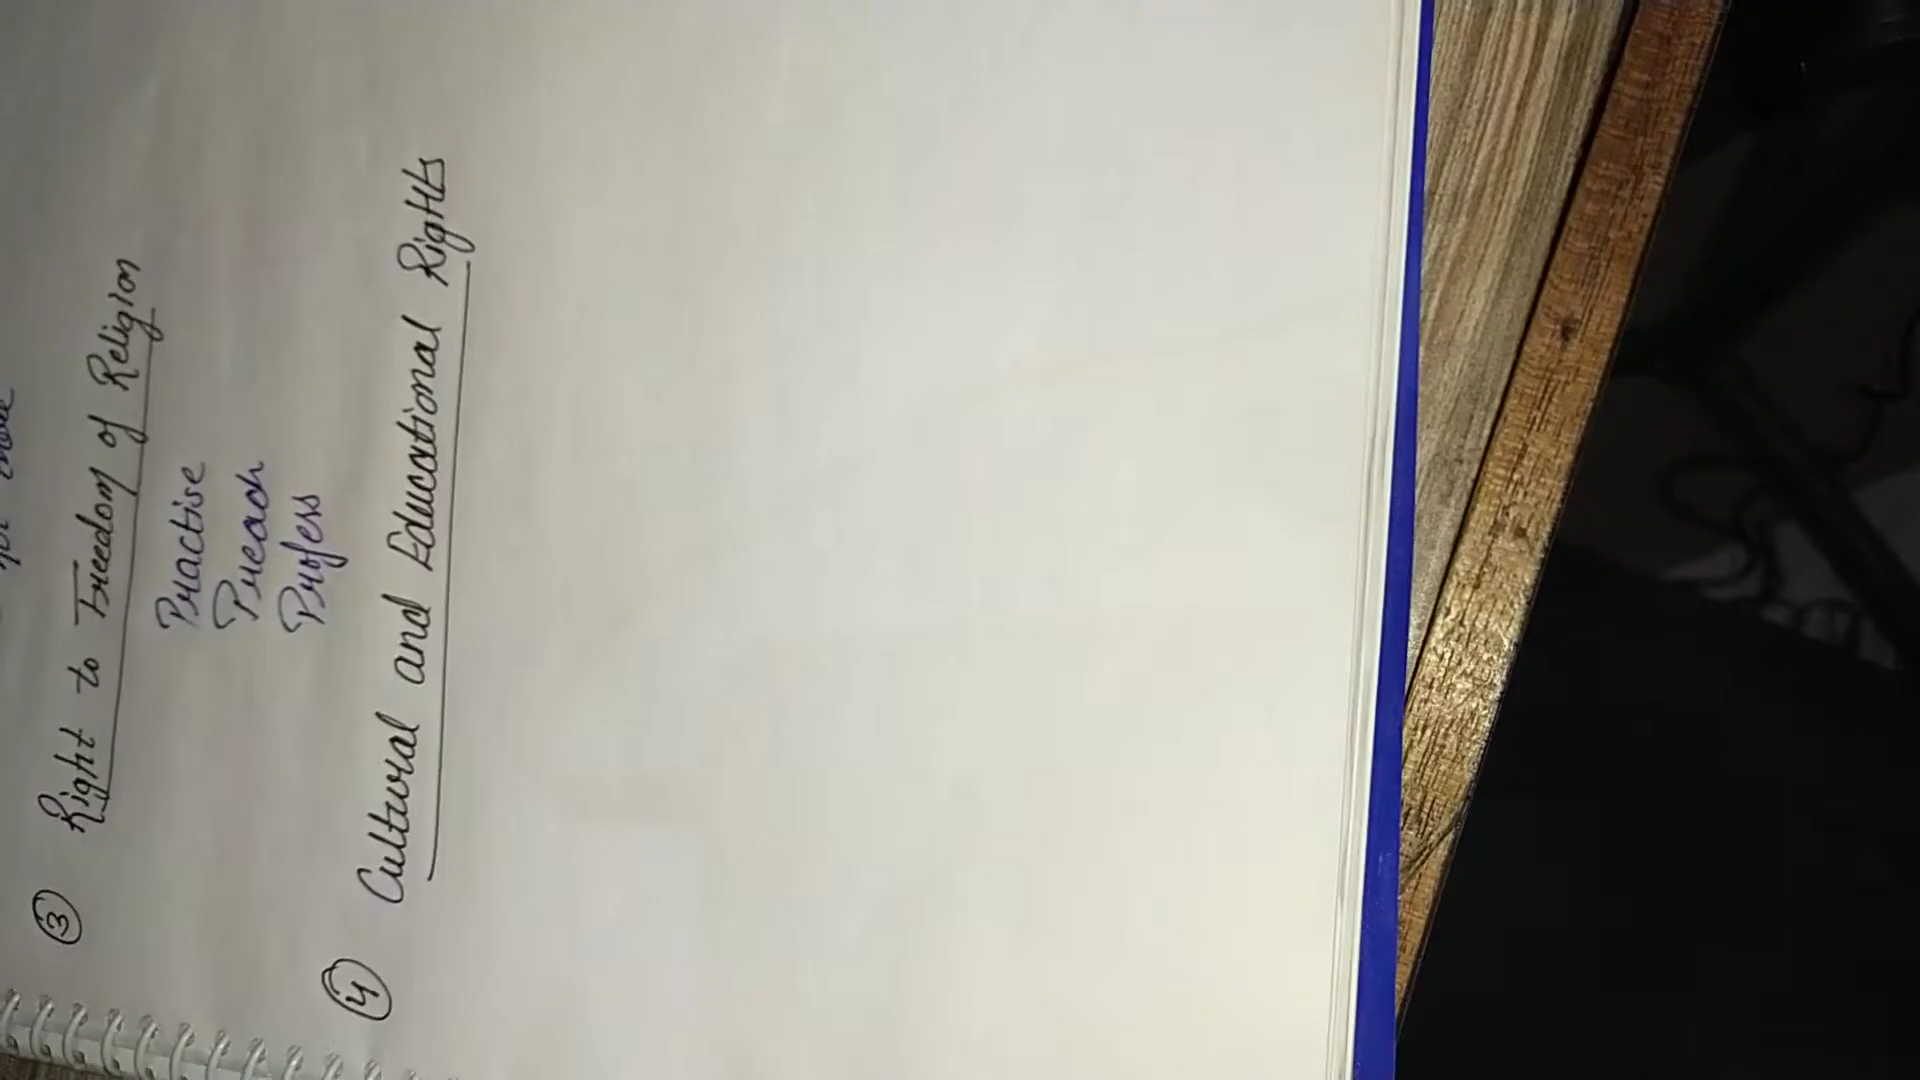 ③ Right to Freedom of Religion
Practise
Preach
Profess
④ Cultural and Educational Rights